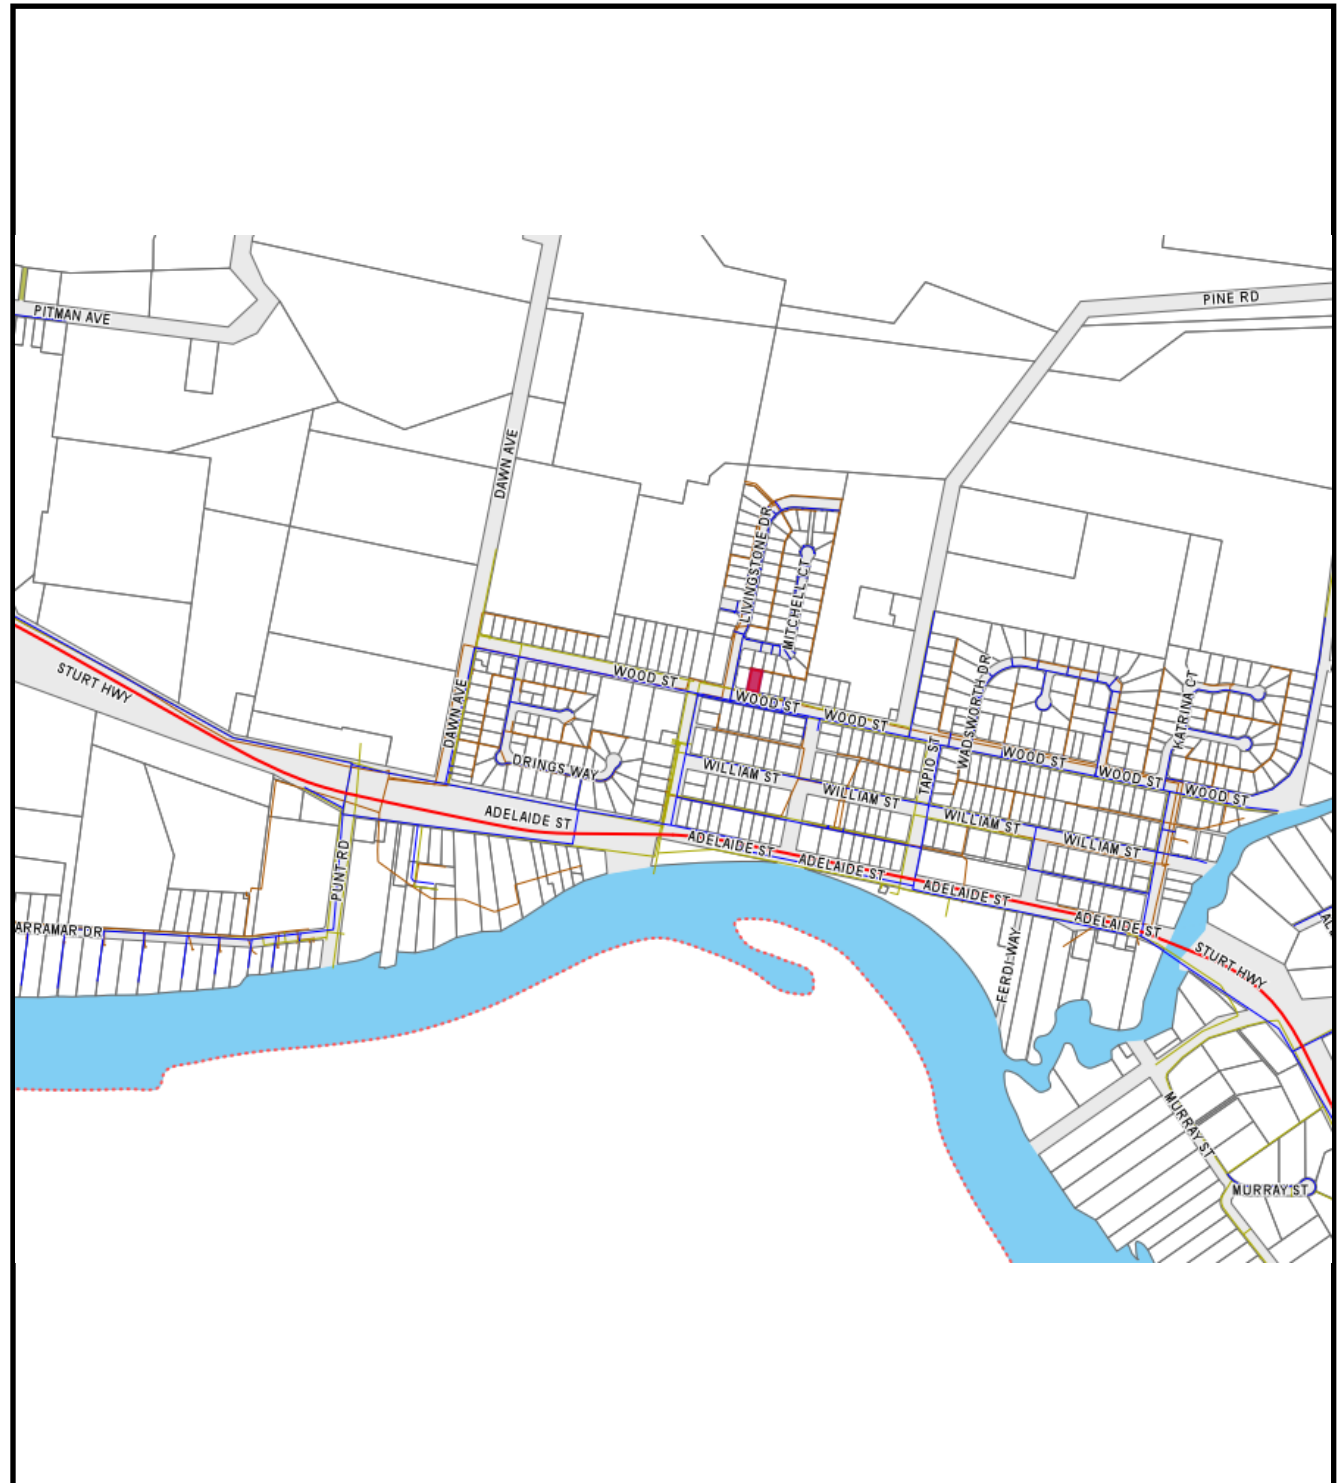 PINE RD
PITMAN AVE
DAWN AVE
LIVINGSTONE DR
MITCHELL CT
STURT HWY
WOOD ST
WOOD ST
WOOD ST
DAWN AVE
WADSWORTH DR
KATRINA CT
TAPIO ST
WOOD ST
WOOD ST
WOOD ST
DRINGS WAY
WILLIAM ST
WILLIAM ST
WILLIAM ST
WILLIAM ST
ADELAIDE ST
ADELAIDE ST
ADELAIDE ST
ADELAIDE ST
ADELAIDE ST
PUNT RD
ARRAMAR DR
FERDI WAY
STURT HWY
MURRAY ST
MURRAY ST